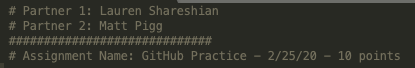 # Partner 1: Lauren Shareshian
# Partner 2: Matt Pigg
#############################
# Assignment Name: GitHub Practice - 2/25/20 - 10 points